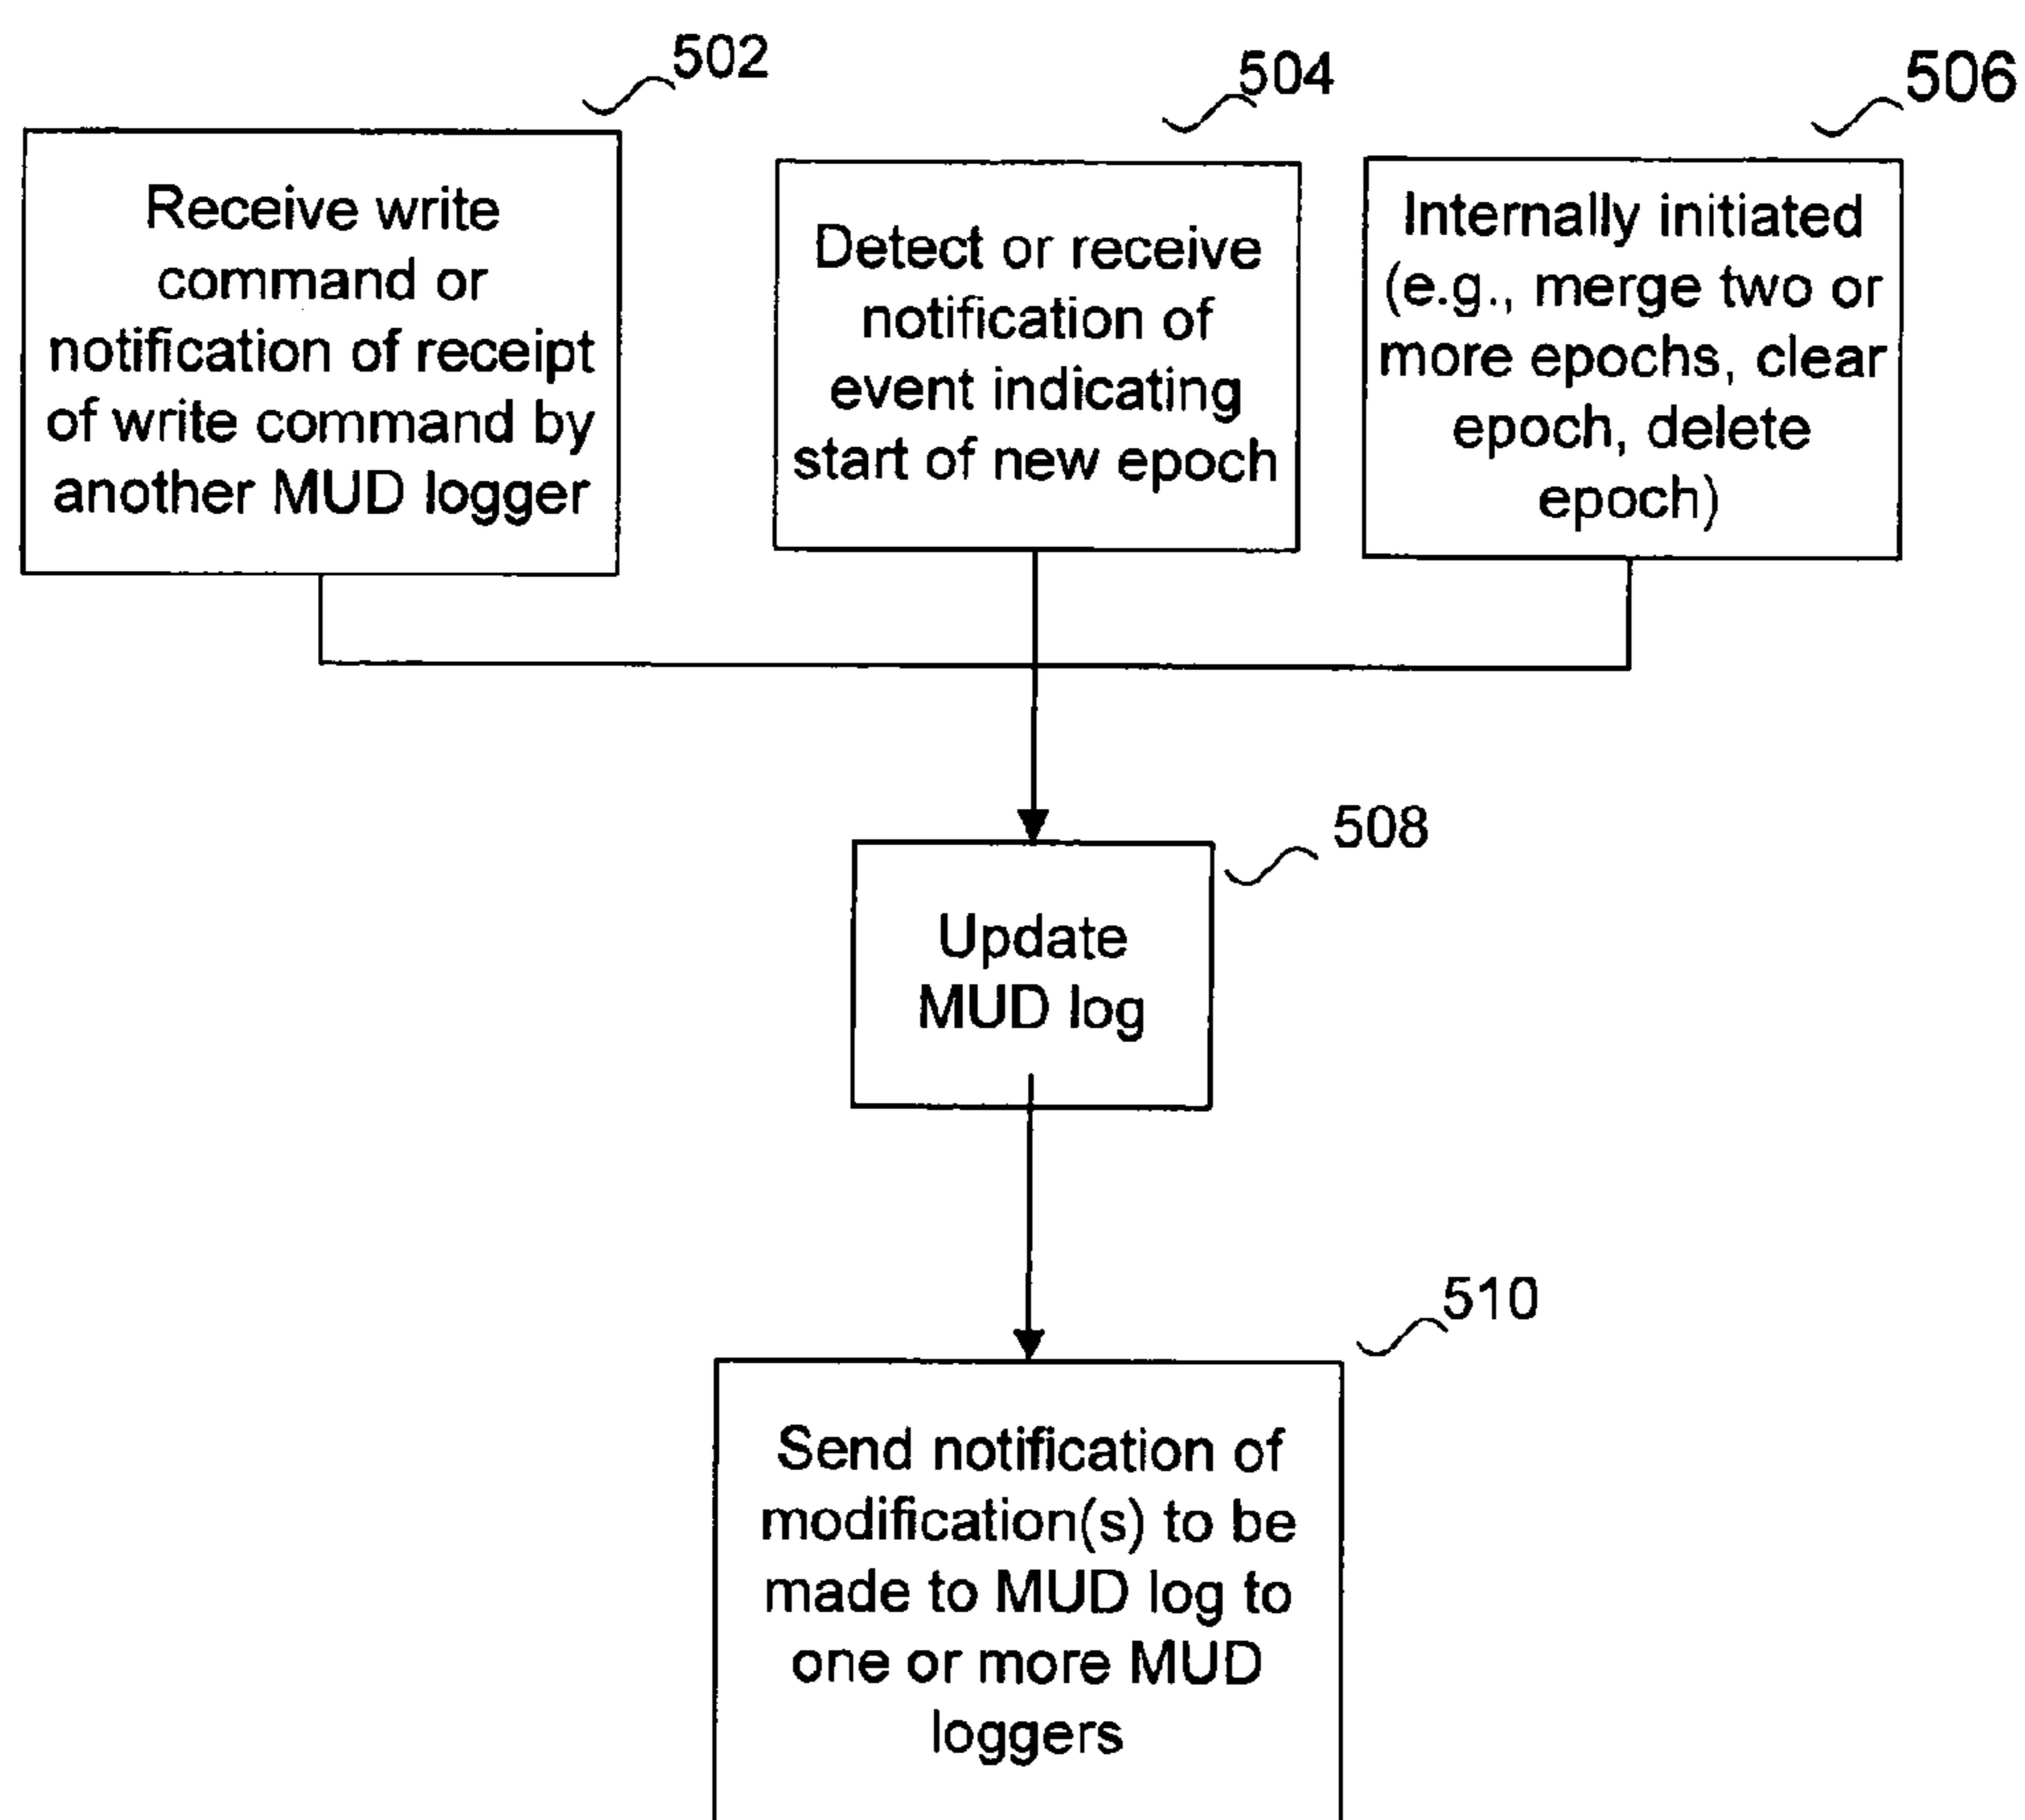 502
Receive write
command or
notification of receipt
of write command by
another MUD logger
504
Detect or receive
notification of
event indicating
start of new epoch
506
Internally initiated
(e.g., merge two or
more epochs, clear
epoch, delete
epoch)
508
Update
MUD log
510
Send notification of
modification(s) to be
made to MUD log to
one or more MUD
loggers